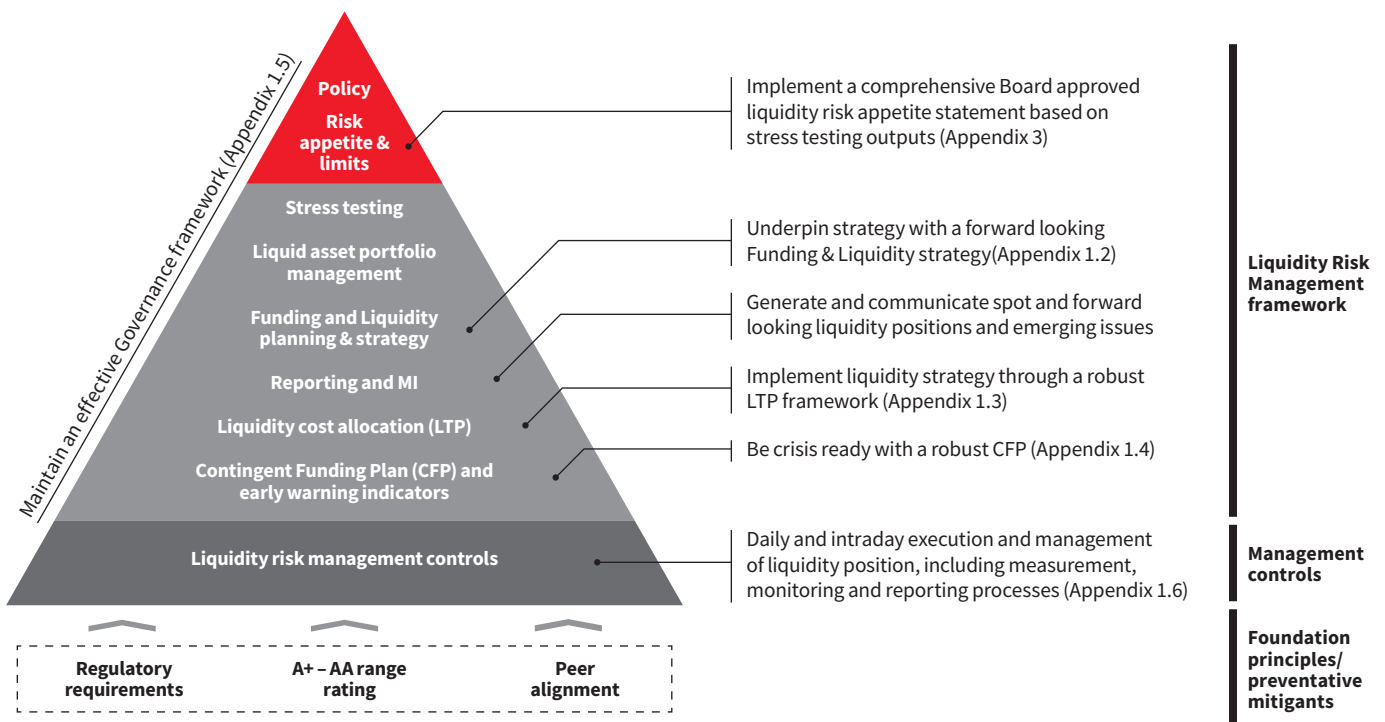 Maintain an effective Governance framework (Appendix 1.5)
Policy
Risk
appetite &
limits
Stress testing
Liquid asset portfolio
management
Funding and Liquidity
planning & strategy
Reporting and MI
Liquidity cost allocation (LTP)
Contingent Funding Plan (CFP) and
early warning indicators
Liquidity risk management controls
Implement a comprehensive Board approved
liquidity risk appetite statement based on
stress testing outputs (Appendix 3)
Underpin strategy with a forward looking
Funding & Liquidity strategy(Appendix 1.2)
Generate and communicate spot and forward
looking liquidity positions and emerging issues
Implement liquidity strategy through a robust
LTP framework (Appendix 1.3)
Be crisis ready with a robust CFP (Appendix 1.4)
Daily and intraday execution and management
of liquidity position, including measurement,
monitoring and reporting processes (Appendix 1.6)
Liquidity Risk
Management
framework
Management
controls
Foundation
principles/
preventative
mitigants
Regulatory
requirements
A+ – AA range
rating
Peer
alignment